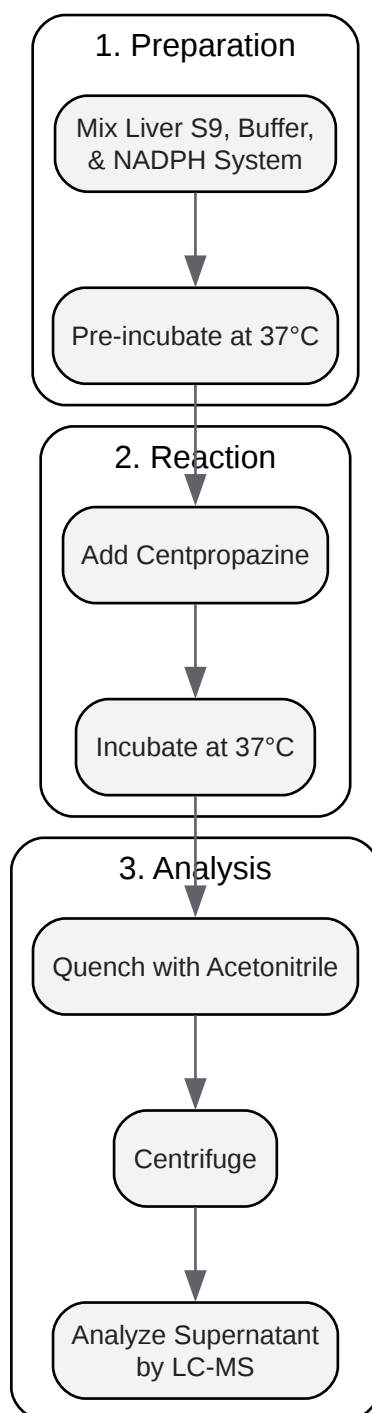 1. Preparation
Mix Liver S9, Buffer,
& NADPH System
Pre-incubate at 37°C
2. Reaction
Add Centpropazine
Incubate at 37°C
3. Analysis
Quench with Acetonitrile
Centrifuge
Analyze Supernatant
by LC-MS